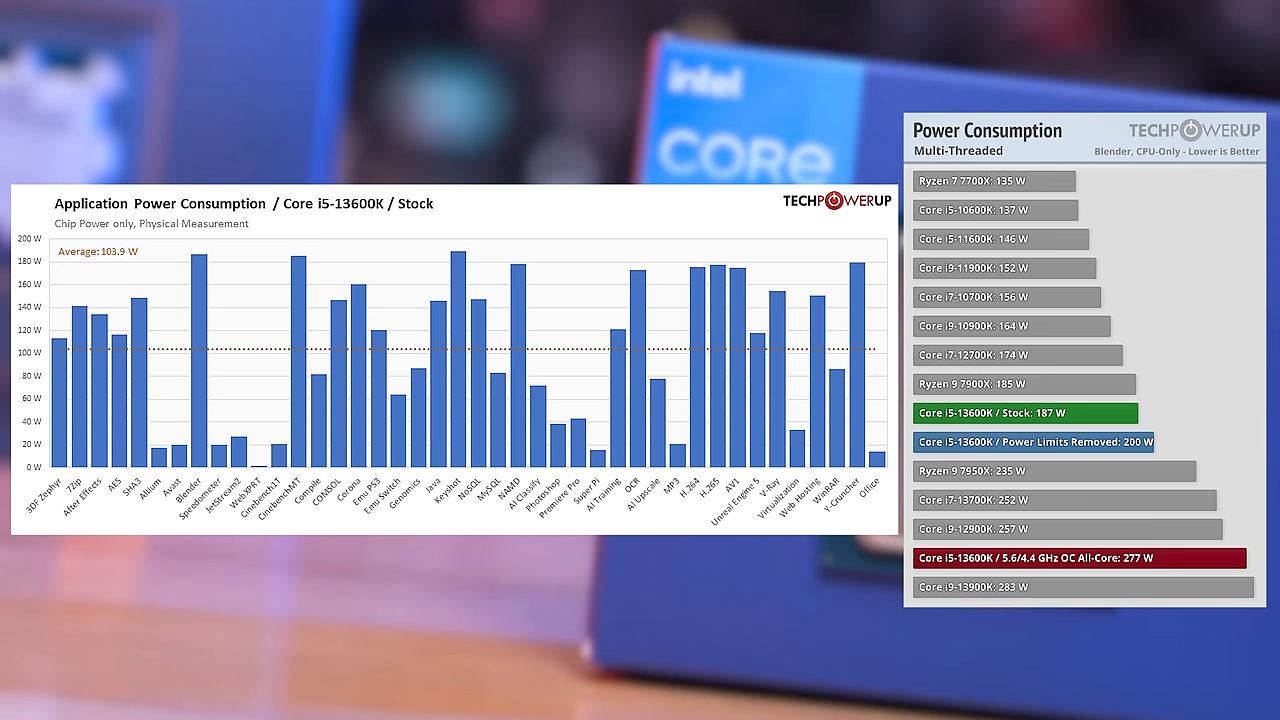 intel
CORe
Application Power Consumption / Core i5-13600K / Stock
TECHPOWERUP
Chip Power only, Physical Measurement
Average: 103.9 W
200 W
180 W
160 W
140 W
120 W
100 W
80 W
60 W
40 W
20 W
0 W
3DF Zephyr
7Zip
After Effects
AES
SHA3
Altium
Avast
Blender
Speedometer
JetStream2
WebXPRT
Cinebench1T
CinebenchMT
Compile
COMSOL
Corona
Emu PS3
Emu Switch
Genomics
Java
Keyshot
NoSQL
MySQL
NAMD
AI Classify
Photoshop
Premiere Pro
Super Pi
AI Training
OCR
AI Upscale
MP3
H.264
H.265
AV1
Unreal Engine 5
V-Ray
Virtualization
Web Hosting
WinRAR
Y-Cruncher
Office
Power Consumption
TECHPOWERUP
Multi-Threaded
Blender, CPU-Only - Lower is Better
Ryzen 7 7700X: 135 W
Core i5-10600K: 137 W
Core i5-11600K: 146 W
Core i9-11900K: 152 W
Core i7-10700K: 156 W
Core i9-10900K: 164 W
Core i7-12700K: 174 W
Ryzen 9 7900X: 185 W
Core i5-13600K / Stock: 187 W
Core i5-13600K / Power Limits Removed: 200 W
Ryzen 9 7950X: 235 W
Core i7-13700K: 252 W
Core i9-12900K: 257 W
Core i5-13600K / 5.6/4.4 GHz OC All-Core: 277 W
Core i9-13900K: 283 W